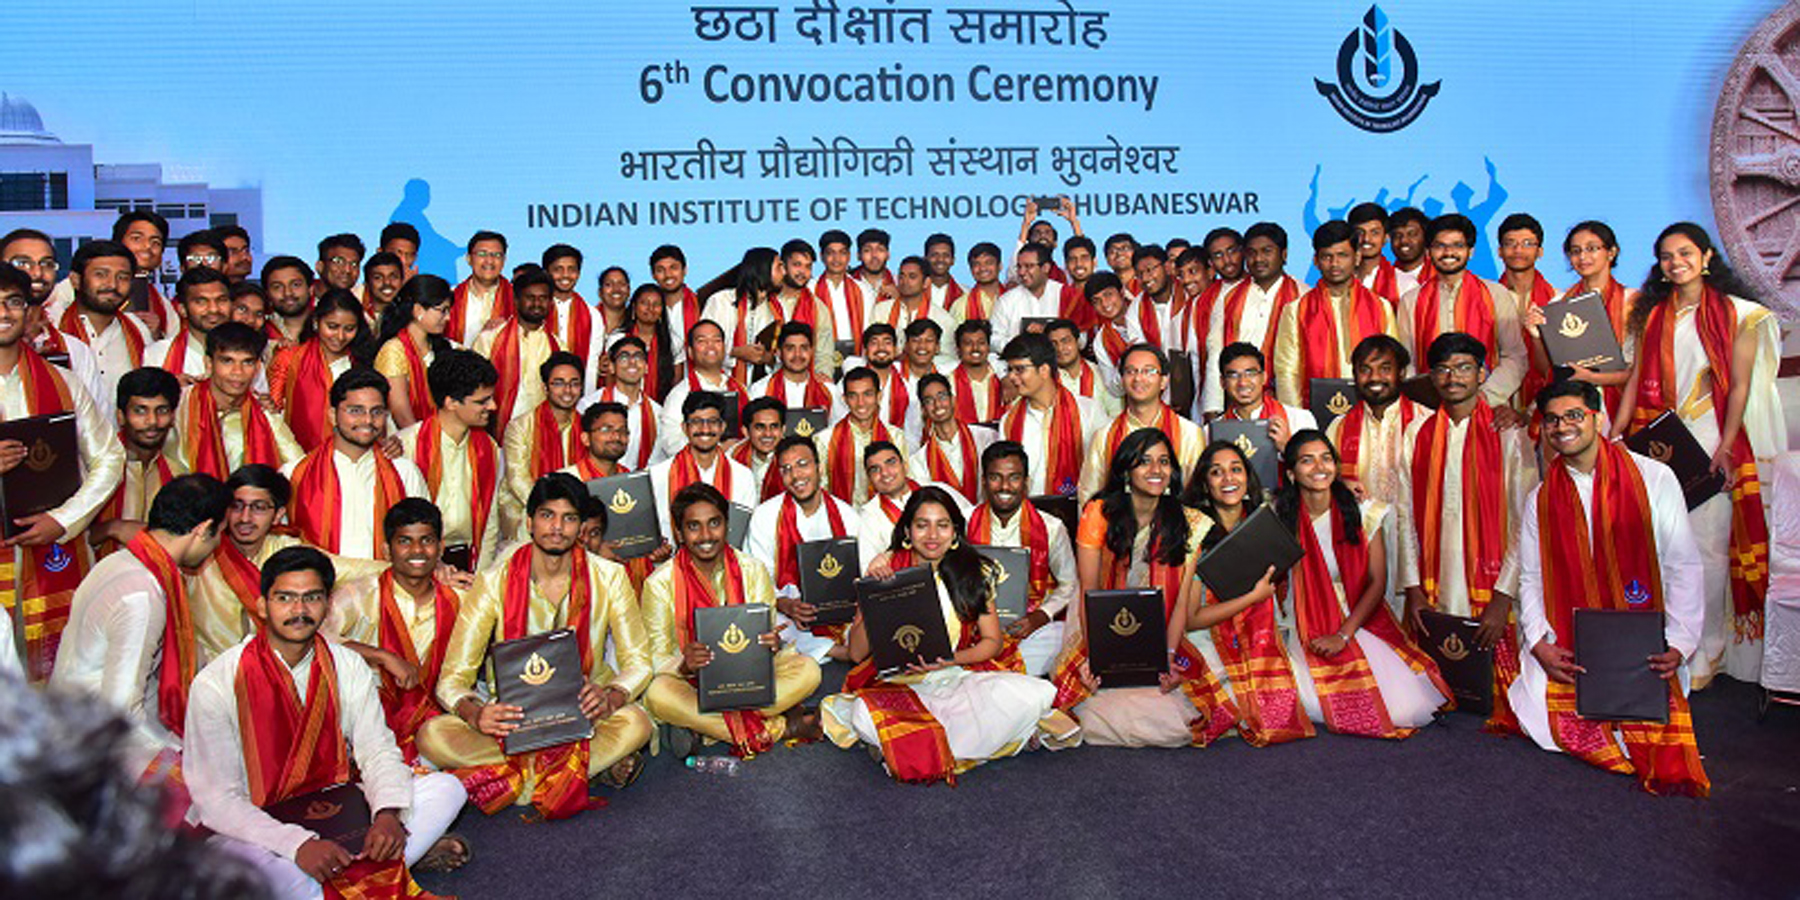 छठा दीक्षांत समारोह
6th Convocation Ceremony
भारतीय प्रौद्योगिकी संस्थान भुवनेश्वर
INDIAN INSTITUTE OF TECHNOLOGY BHUBANESWAR